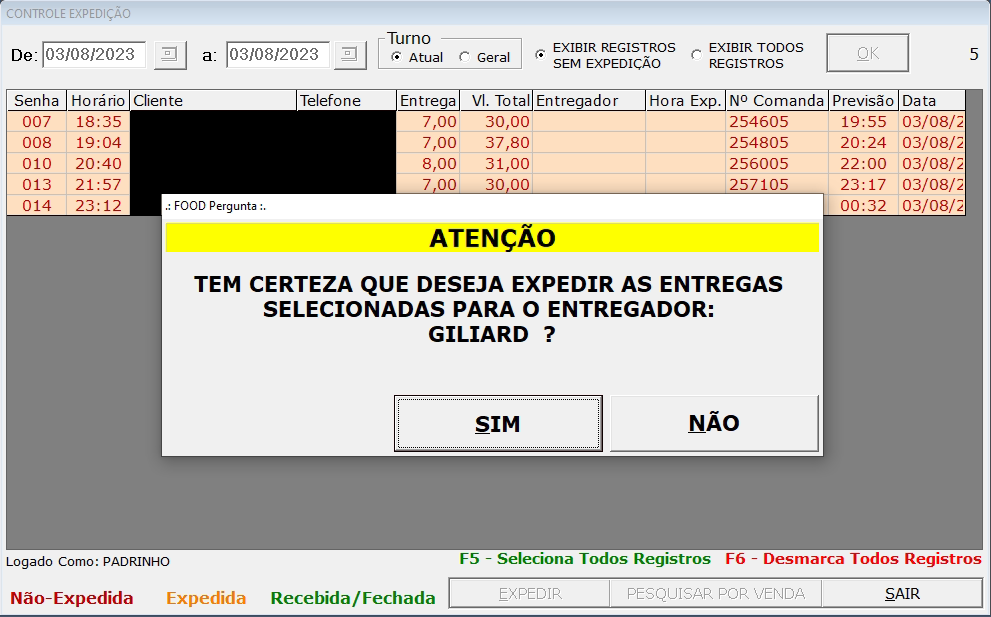 CONTROLE EXPEDIÇÃO
De: 03/08/2023 a: 03/08/2023 Turno Atual Geral EXIBIR REGISTROS SEM EXPEDIÇÃO EXIBIR TODOS REGISTROS OK 5
Senha Horário Cliente Telefone Entrega Vl. Total Entregador Hora Exp. Nº Comanda Previsão Data
007 18:35 7,00 30,00 254605 19:55 03/08/2
008 19:04 7,00 37,80 254805 20:24 03/08/2
010 20:40 8,00 31,00 256005 22:00 03/08/2
013 21:57 7,00 30,00 257105 23:17 03/08/2
014 23:12 00:32 03/08/2
.: FOOD Pergunta :.
ATENÇÃO
TEM CERTEZA QUE DESEJA EXPEDIR AS ENTREGAS
SELECIONADAS PARA O ENTREGADOR:
GILIARD ?
SIM NÃO
Logado Como: PADRINHO F5 - Seleciona Todos Registros F6 - Desmarca Todos Registros
Não-Expedida Expedida Recebida/Fechada EXPEDIR PESQUISAR POR VENDA SAIR